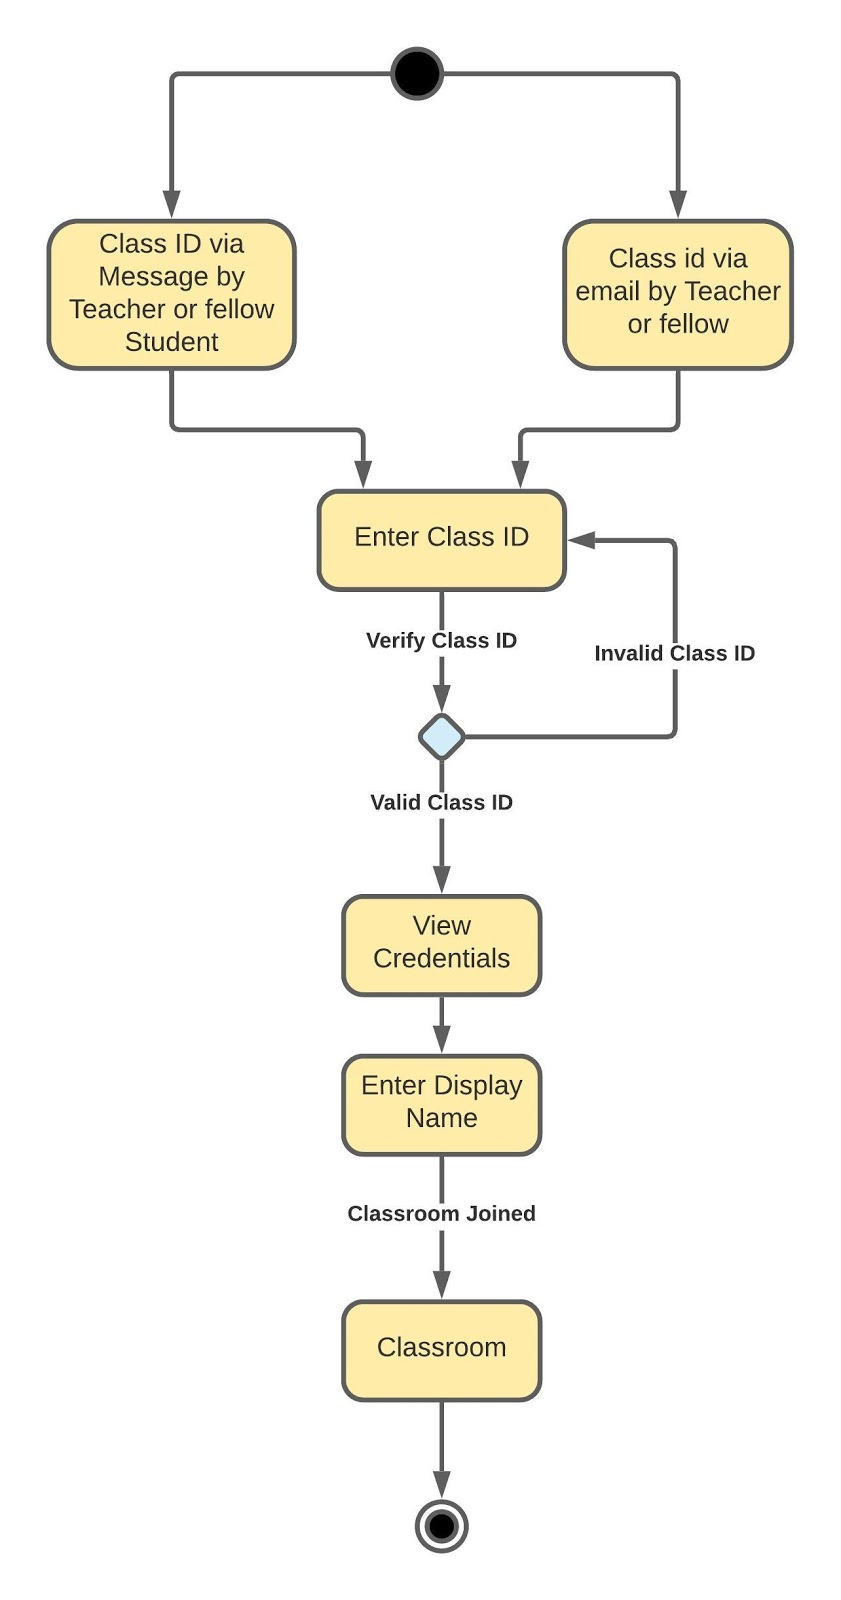 Class ID via
Message by
Teacher or fellow
Student
Class id via
email by Teacher
or fellow
Enter Class ID
Verify Class ID
Invalid Class ID
Valid Class ID
View
Credentials
Enter Display
Name
Classroom Joined
Classroom